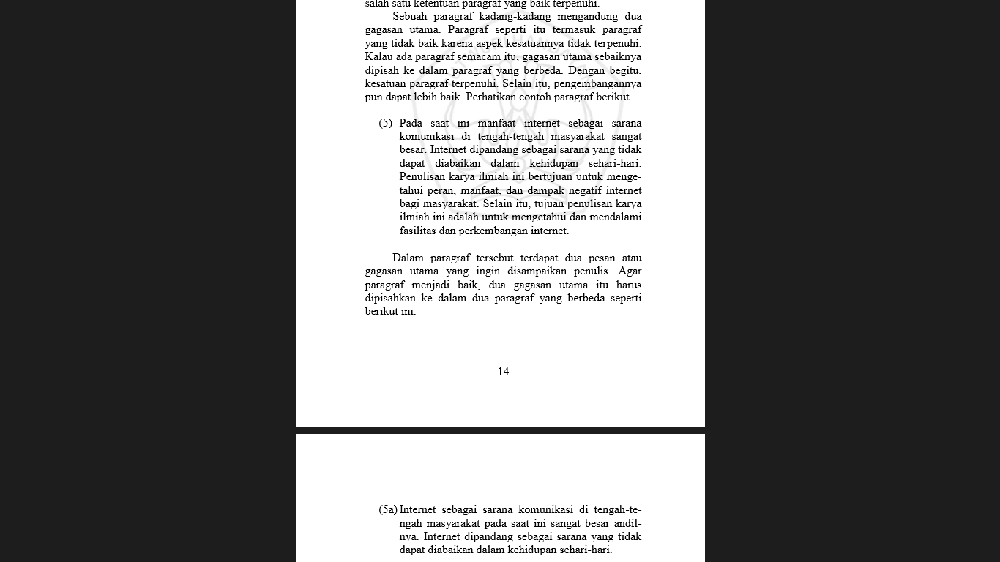 salah satu ketentuan paragraf yang baik terpenuhi.
Sebuah paragraf kadang-kadang mengandung dua
gagasan utama. Paragraf seperti itu termasuk paragraf
yang tidak baik karena aspek kesatuannya tidak terpenuhi.
Kalau ada paragraf semacam itu, gagasan utama sebaiknya
dipisah ke dalam paragraf yang berbeda. Dengan begitu,
kesatuan paragraf terpenuhi. Selain itu, pengembangannya
pun dapat lebih baik. Perhatikan contoh paragraf berikut.
(5) Pada saat ini manfaat internet sebagai sarana
komunikasi di tengah-tengah masyarakat sangat
besar. Internet dipandang sebagai sarana yang tidak
dapat diabaikan dalam kehidupan sehari-hari.
Penulisan karya ilmiah ini bertujuan untuk menge-
tahui peran, manfaat, dan dampak negatif internet
bagi masyarakat. Selain itu, tujuan penulisan karya
ilmiah ini adalah untuk mengetahui dan mendalami
fasilitas dan perkembangan internet.
Dalam paragraf tersebut terdapat dua pesan atau
gagasan utama yang ingin disampaikan penulis. Agar
paragraf menjadi baik, dua gagasan utama itu harus
dipisahkan ke dalam dua paragraf yang berbeda seperti
berikut ini.
14
(5a) Internet sebagai sarana komunikasi di tengah-te-
ngah masyarakat pada saat ini sangat besar andil-
nya. Internet dipandang sebagai sarana yang tidak
dapat diabaikan dalam kehidupan sehari-hari.